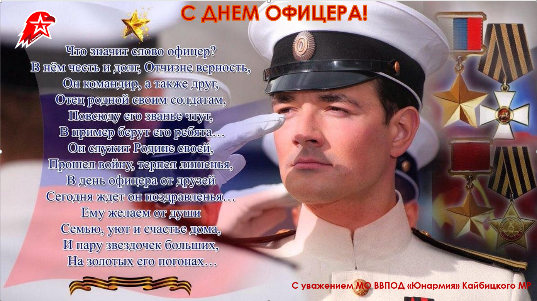 С ДНЕМ ОФИЦЕРА!
Что значит слово офицер?
В нём честь и долг, Отчизне верность,
Он командир, а также друг,
Отец родной своим солдатам,
Повсюду его званье чтут,
В пример берут его ребята…
Он служит Родине своей,
Прошел войну, терпел лишенья,
В день офицера от друзей
Сегодня ждет он поздравленья…
Ему желаем от души
Семью, уют и счастье дома,
И пару звездочек больших,
На золотых его погонах…
С уважением МО ВВПОД «Юнармия» Кайбицкого М